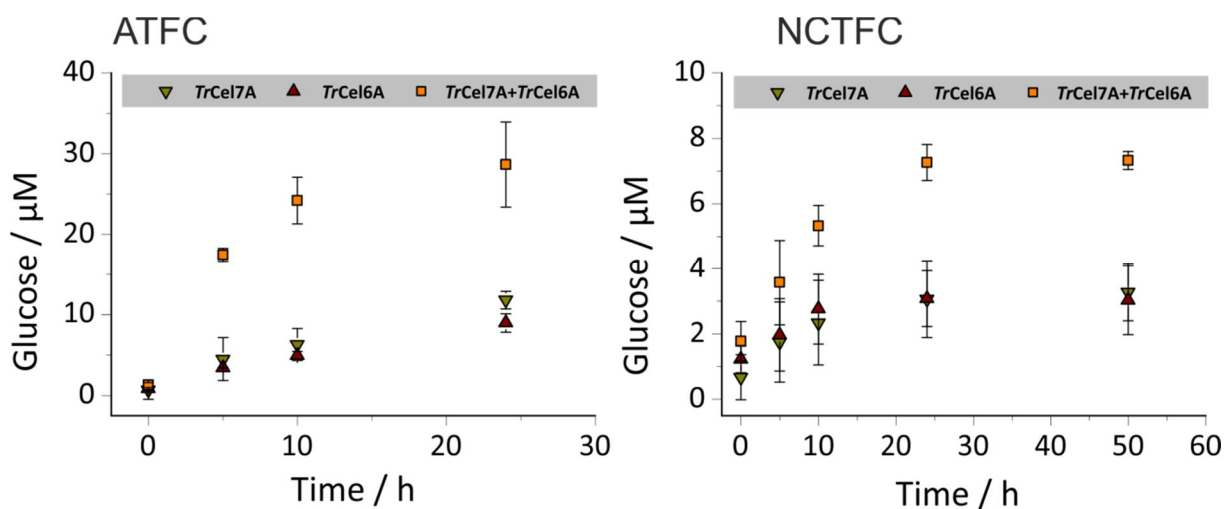 ATFC
40
30
20
10
0
Glucose / µM
TrCel7A TrCel6A TrCel7A+TrCel6A
0 10 20 30
Time / h
NCTFC
10
8
6
4
2
0
Glucose / µM
TrCel7A TrCel6A TrCel7A+TrCel6A
0 10 20 30 40 50 60
Time / h